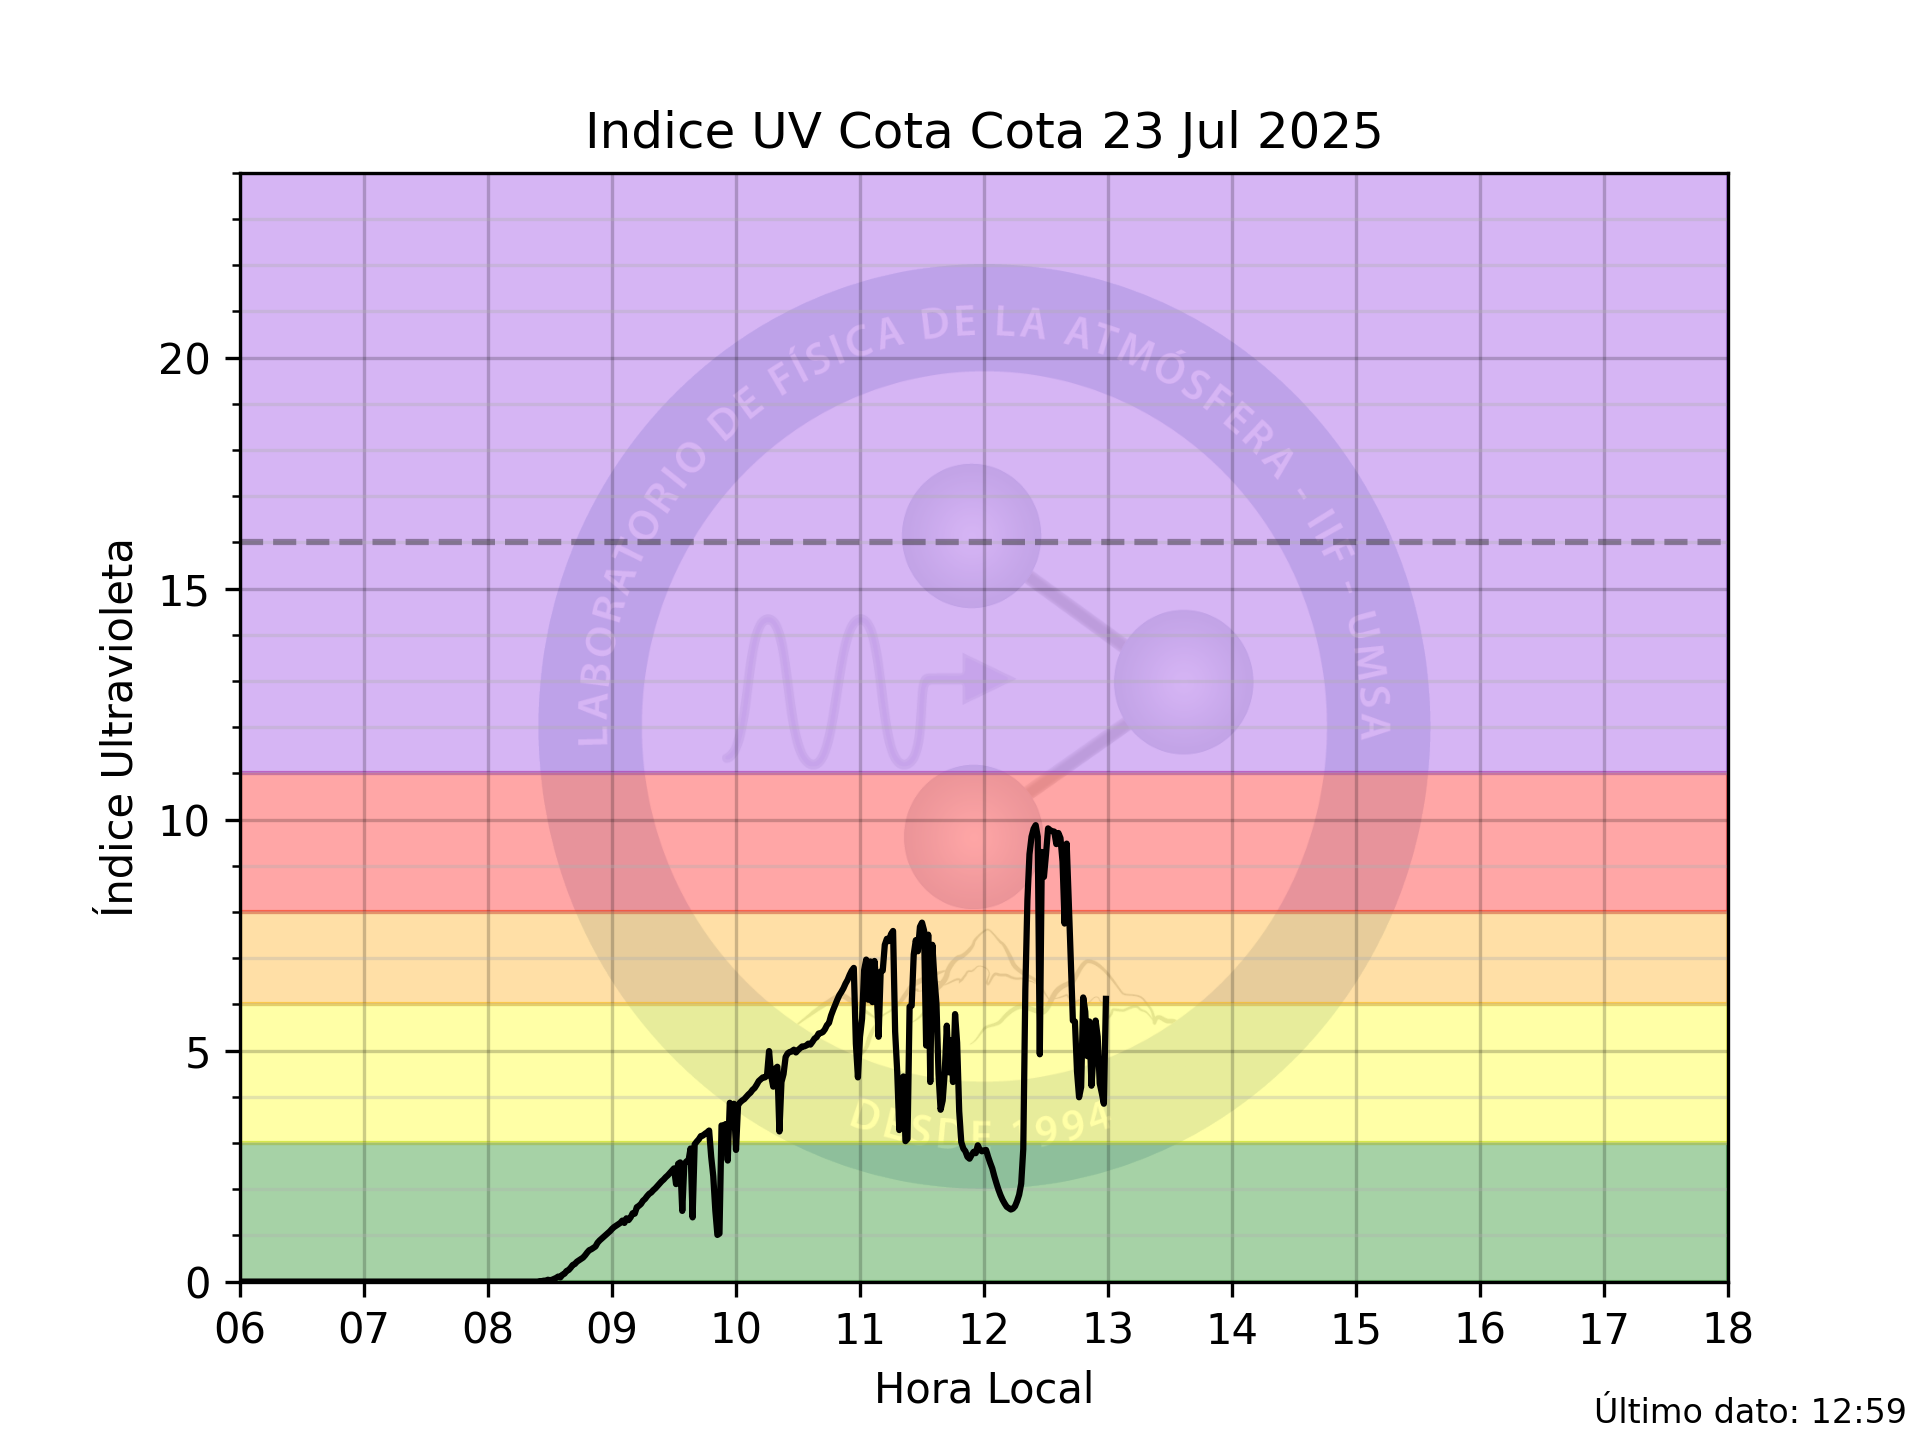 Indice UV Cota Cota 23 Jul 2025
Índice Ultravioleta
20
15
10
5
0
LABORATORIO DE FÍSICA DE LA ATMÓSFERA - IIF - UMSA
DESDE 1994
06 07 08 09 10 11 12 13 14 15 16 17 18
Hora Local
Último dato: 12:59